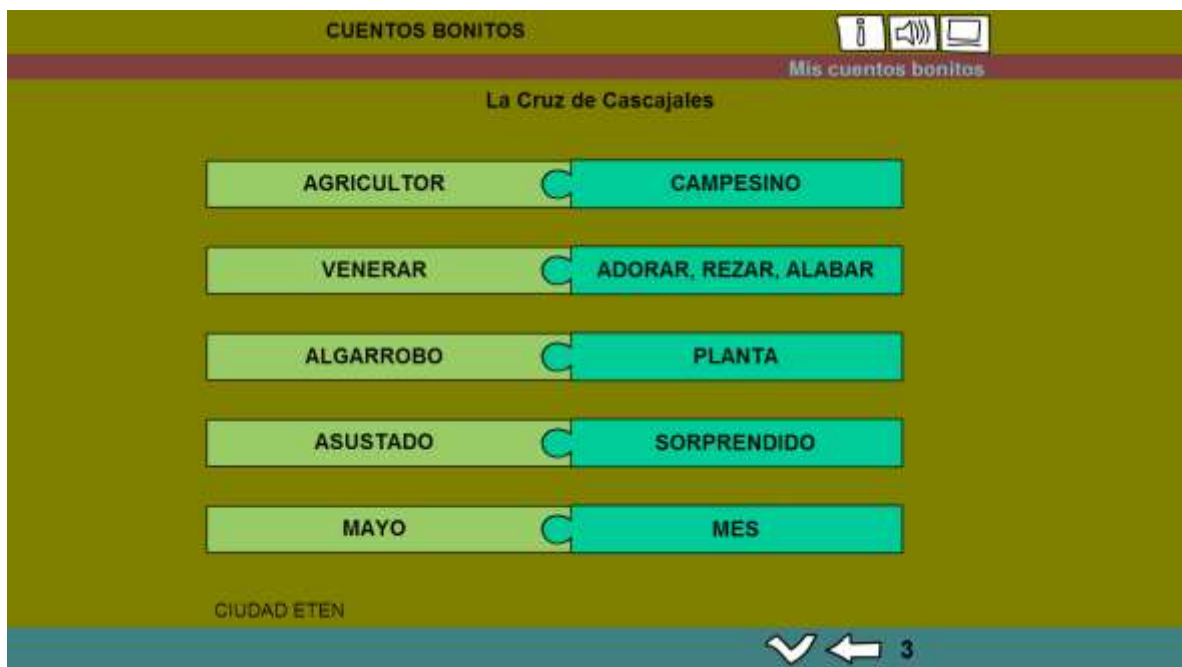 CUENTOS BONITOS
i
Mis cuentos bonitos
La Cruz de Cascajales
AGRICULTOR CAMPESINO
VENERAR ADORAR, REZAR, ALABAR
ALGARROBO PLANTA
ASUSTADO SORPRENDIDO
MAYO MES
CIUDAD ETEN
3